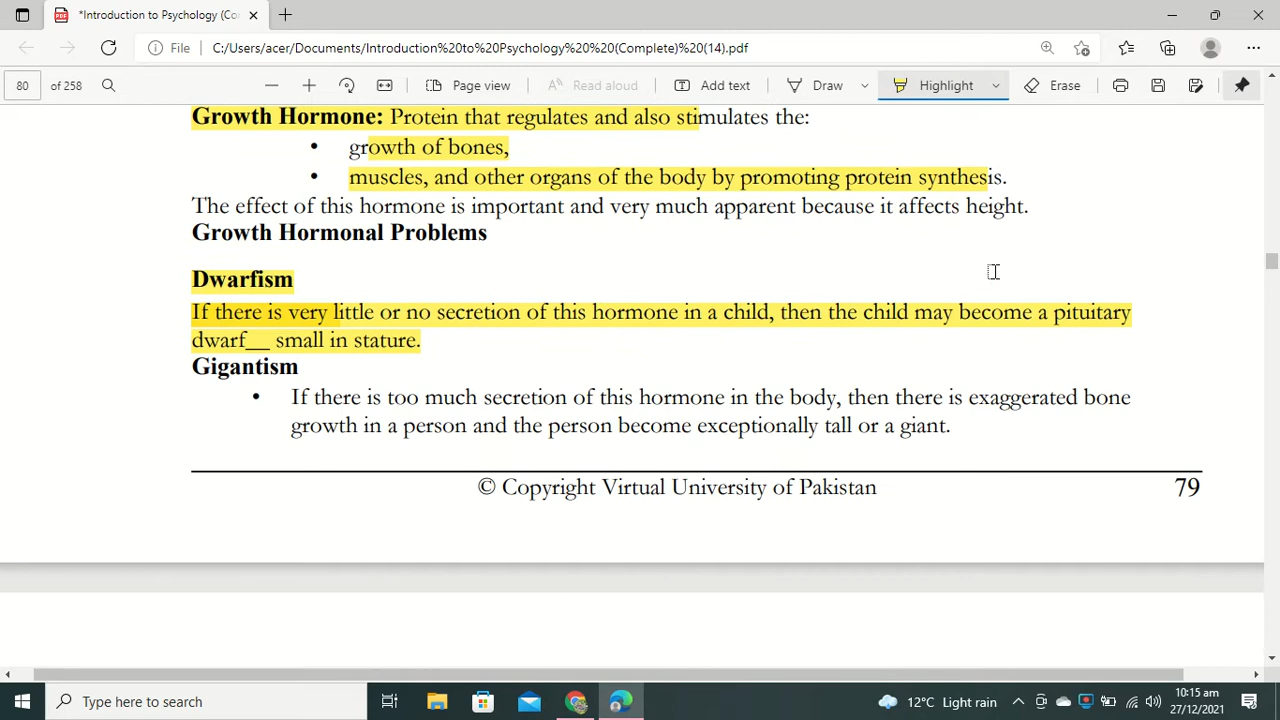 *Introduction to Psychology (Co
File C:/Users/acer/Documents/Introduction%20to%20Psychology%20%20(Complete)%20(14).pdf
80 of 258 Page view Read aloud Add text Draw Highlight Erase
Growth Hormone: Protein that regulates and also stimulates the:
• growth of bones,
• muscles, and other organs of the body by promoting protein synthesis.
The effect of this hormone is important and very much apparent because it affects height.
Growth Hormonal Problems
Dwarfism
If there is very little or no secretion of this hormone in a child, then the child may become a pituitary
dwarf__ small in stature.
Gigantism
• If there is too much secretion of this hormone in the body, then there is exaggerated bone
growth in a person and the person become exceptionally tall or a giant.
© Copyright Virtual University of Pakistan 79
Type here to search 12°C Light rain 10:15 am
27/12/2021